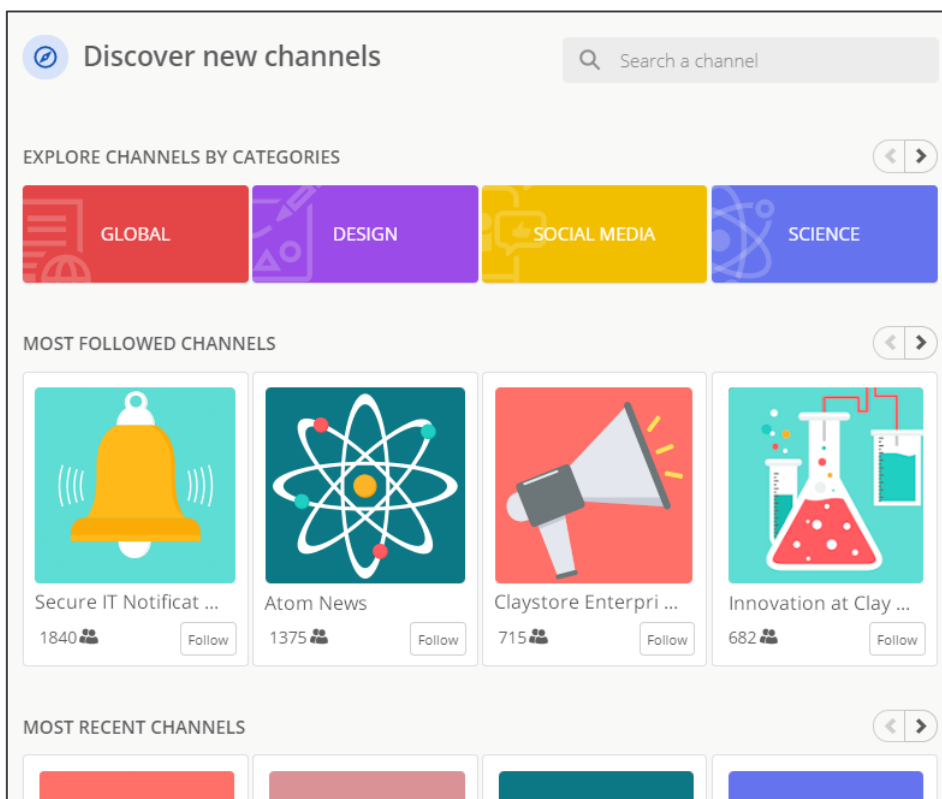 Discover new channels
Search a channel
EXPLORE CHANNELS BY CATEGORIES
GLOBAL
DESIGN
SOCIAL MEDIA
SCIENCE
MOST FOLLOWED CHANNELS
Secure IT Notificat ...
Atom News
Claystore Enterpri ...
Innovation at Clay ...
1840
Follow
1375
Follow
715
Follow
682
Follow
MOST RECENT CHANNELS